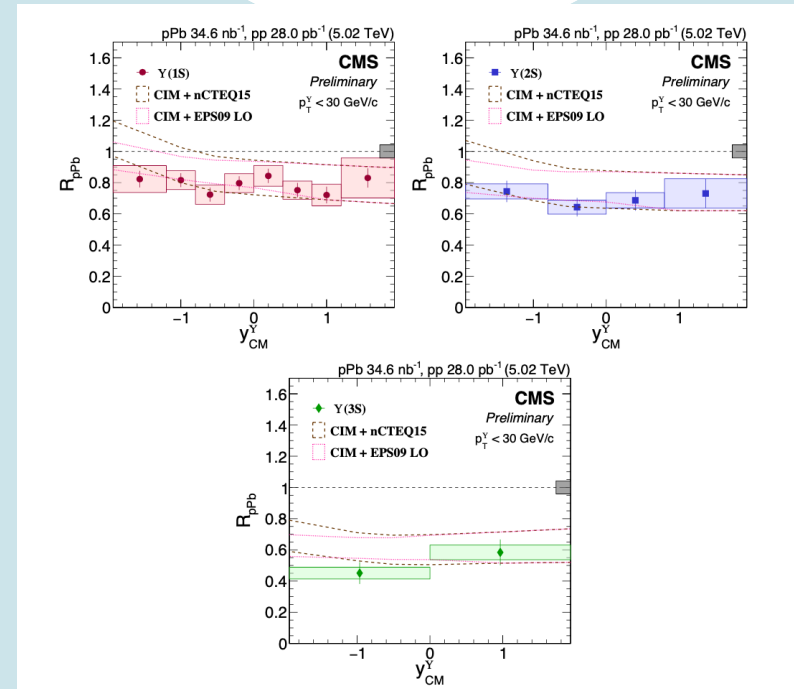 pPb 34.6 nb⁻¹, pp 28.0 pb⁻¹ (5.02 TeV)
CMS
Preliminary
p_T^Υ < 30 GeV/c
Υ(1S)
CIM + nCTEQ15
CIM + EPS09 LO
R_pPb
1.6
1.4
1.2
1
0.8
0.6
0.4
0.2
0
−1 0 1
y_CM^Υ
pPb 34.6 nb⁻¹, pp 28.0 pb⁻¹ (5.02 TeV)
CMS
Preliminary
p_T^Υ < 30 GeV/c
Υ(2S)
CIM + nCTEQ15
CIM + EPS09 LO
R_pPb
1.6
1.4
1.2
1
0.8
0.6
0.4
0.2
0
−1 0 1
y_CM^Υ
pPb 34.6 nb⁻¹, pp 28.0 pb⁻¹ (5.02 TeV)
CMS
Preliminary
p_T^Υ < 30 GeV/c
Υ(3S)
CIM + nCTEQ15
CIM + EPS09 LO
R_pPb
1.6
1.4
1.2
1
0.8
0.6
0.4
0.2
0
−1 0 1
y_CM^Υ